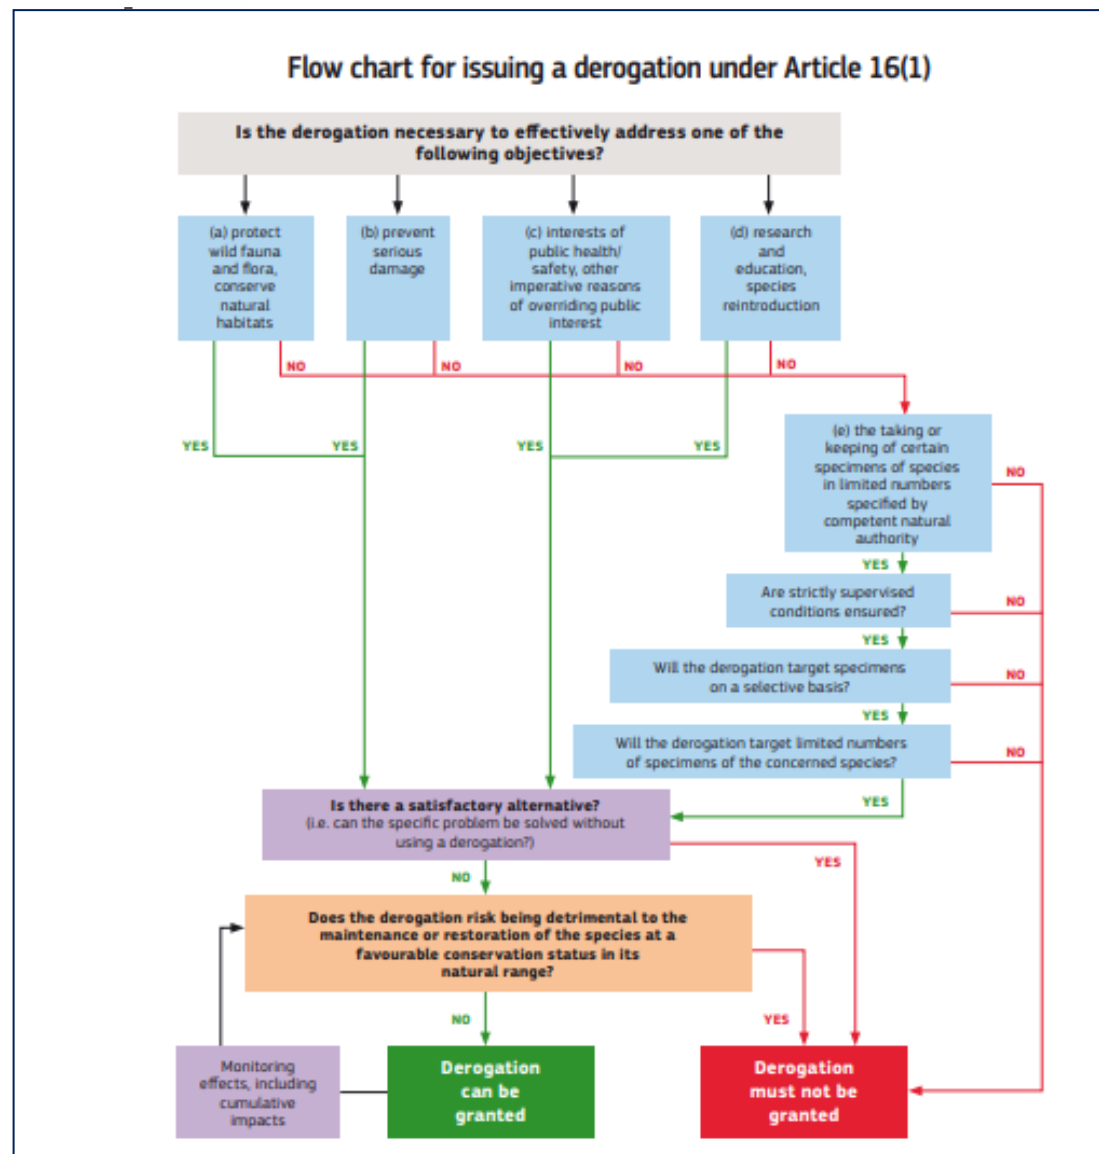 Flow chart for issuing a derogation under Article 16(1)
Is the derogation necessary to effectively address one of the
following objectives?
(a) protect
wild fauna
and flora,
conserve
natural
habitats
(b) prevent
serious
damage
(c) interests of
public health/
safety, other
imperative reasons
of overriding public
interest
(d) research
and
education,
species
reintroduction
NO
NO
NO
NO
YES
YES
YES
YES
(e) the taking or
keeping of certain
specimens of species
in limited numbers
specified by
competent natural
authority
NO
YES
Are strictly supervised
conditions ensured?
NO
YES
Will the derogation target specimens
on a selective basis?
NO
YES
Will the derogation target limited numbers
of specimens of the concerned species?
NO
YES
Is there a satisfactory alternative?
(i.e. can the specific problem be solved without
using a derogation?)
YES
NO
Does the derogation risk being detrimental to the
maintenance or restoration of the species at a
favourable conservation status in its
natural range?
NO
YES
Monitoring
effects, including
cumulative
impacts
Derogation
can be
granted
Derogation
must not be
granted